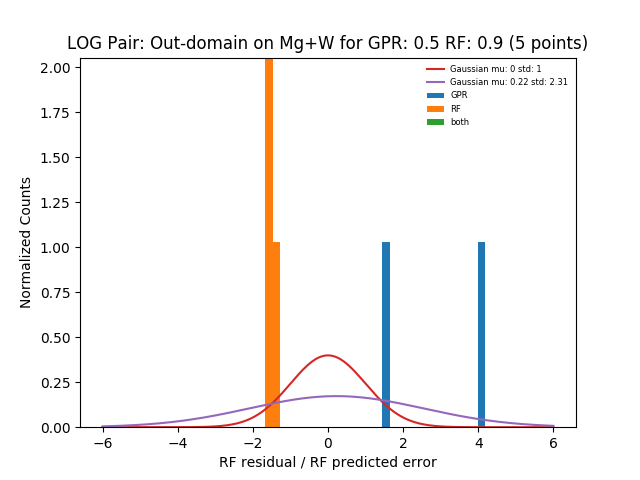 LOG Pair: Out-domain on Mg+W for GPR: 0.5 RF: 0.9 (5 points)
Gaussian mu: 0 std: 1
Gaussian mu: 0.22 std: 2.31
GPR
RF
both
2.00
1.75
1.50
1.25
1.00
0.75
0.50
0.25
0.00
Normalized Counts
−6 −4 −2 0 2 4 6
RF residual / RF predicted error